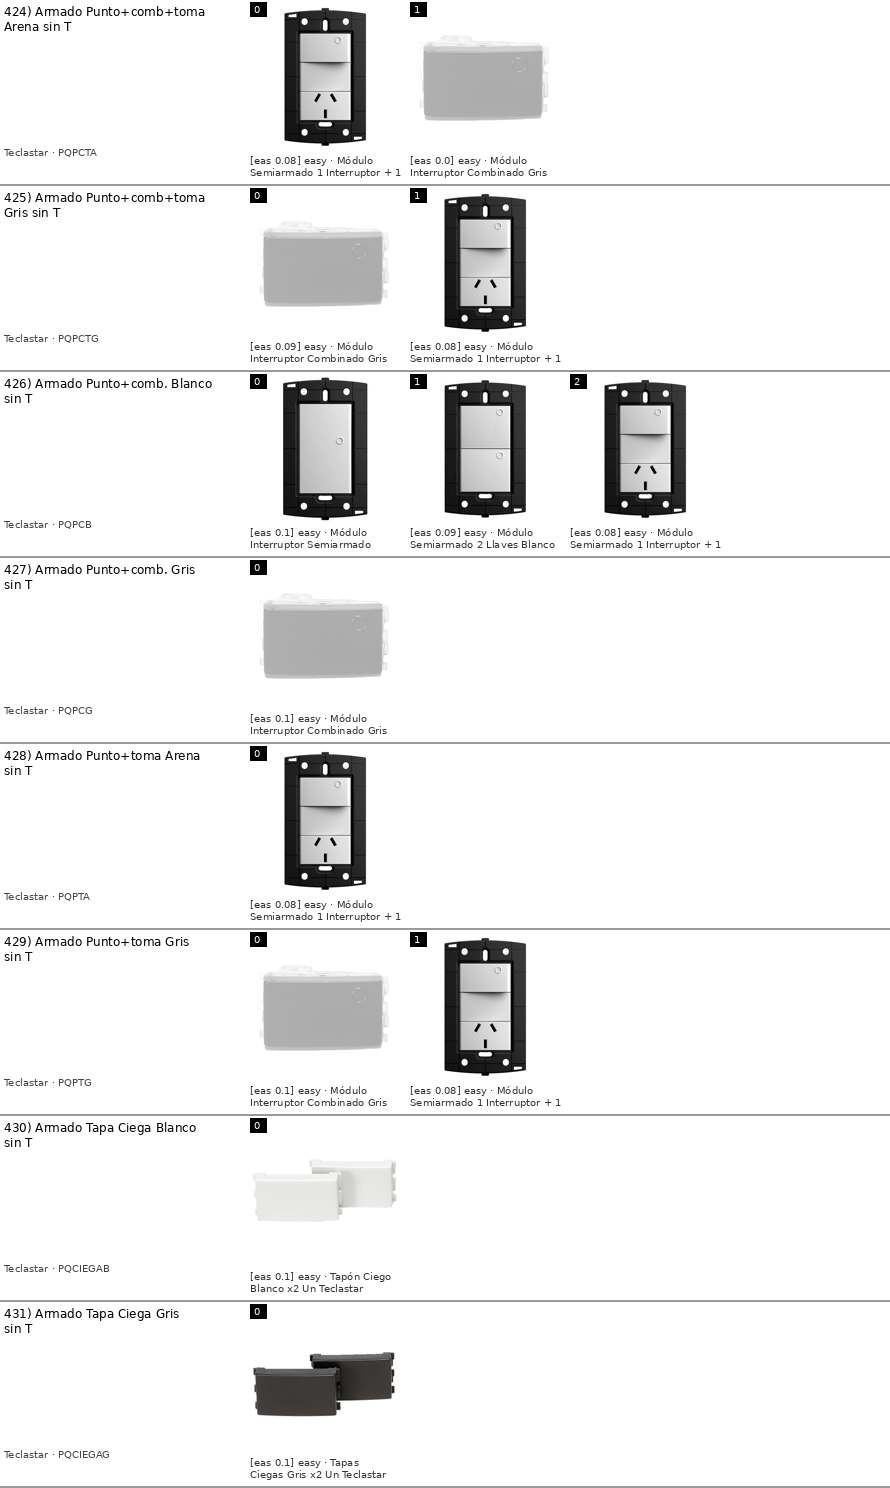 424) Armado Punto+comb+toma
Arena sin T
Teclastar · PQPCTA
0
[eas 0.08] easy · Módulo
Semiarmado 1 Interruptor + 1
1
[eas 0.0] easy · Módulo
Interruptor Combinado Gris
425) Armado Punto+comb+toma
Gris sin T
Teclastar · PQPCTG
0
[eas 0.09] easy · Módulo
Interruptor Combinado Gris
1
[eas 0.08] easy · Módulo
Semiarmado 1 Interruptor + 1
426) Armado Punto+comb. Blanco
sin T
Teclastar · PQPCB
0
[eas 0.1] easy · Módulo
Interruptor Semiarmado
1
[eas 0.09] easy · Módulo
Semiarmado 2 Llaves Blanco
2
[eas 0.08] easy · Módulo
Semiarmado 1 Interruptor + 1
427) Armado Punto+comb. Gris
sin T
Teclastar · PQPCG
0
[eas 0.1] easy · Módulo
Interruptor Combinado Gris
428) Armado Punto+toma Arena
sin T
Teclastar · PQPTA
0
[eas 0.08] easy · Módulo
Semiarmado 1 Interruptor + 1
429) Armado Punto+toma Gris
sin T
Teclastar · PQPTG
0
[eas 0.1] easy · Módulo
Interruptor Combinado Gris
1
[eas 0.08] easy · Módulo
Semiarmado 1 Interruptor + 1
430) Armado Tapa Ciega Blanco
sin T
Teclastar · PQCIEGAB
0
[eas 0.1] easy · Tapón Ciego
Blanco x2 Un Teclastar
431) Armado Tapa Ciega Gris
sin T
Teclastar · PQCIEGAG
0
[eas 0.1] easy · Tapas
Ciegas Gris x2 Un Teclastar